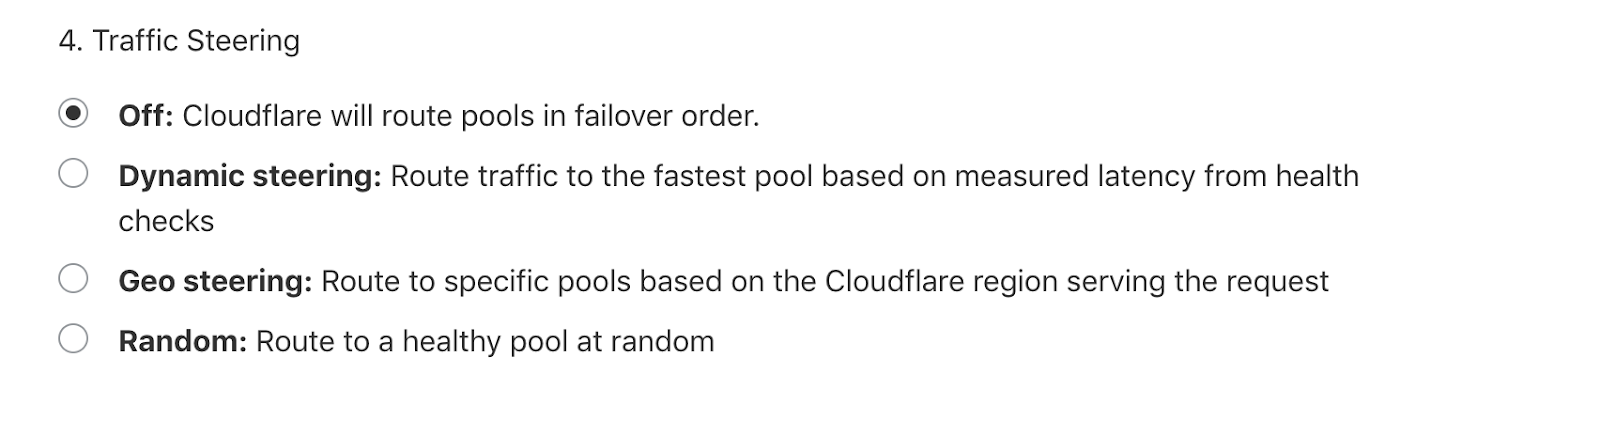 4. Traffic Steering
Off: Cloudflare will route pools in failover order.
Dynamic steering: Route traffic to the fastest pool based on measured latency from health
checks
Geo steering: Route to specific pools based on the Cloudflare region serving the request
Random: Route to a healthy pool at random